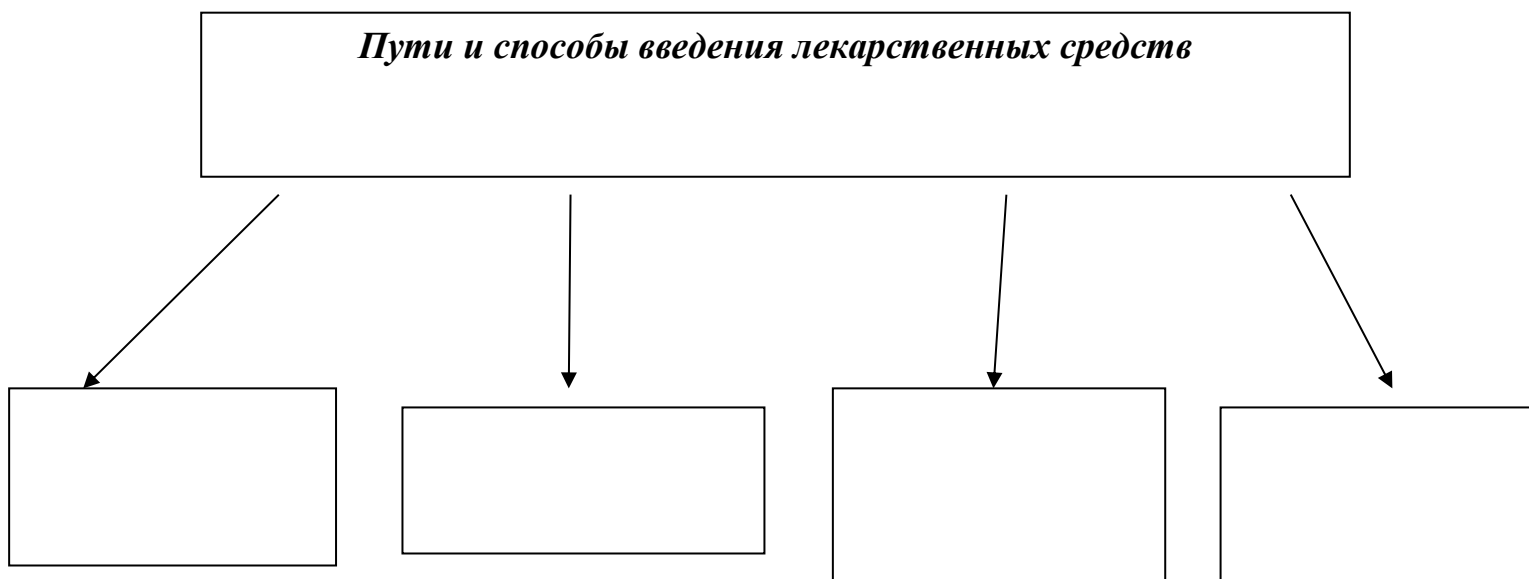 Пути и способы введения лекарственных средств